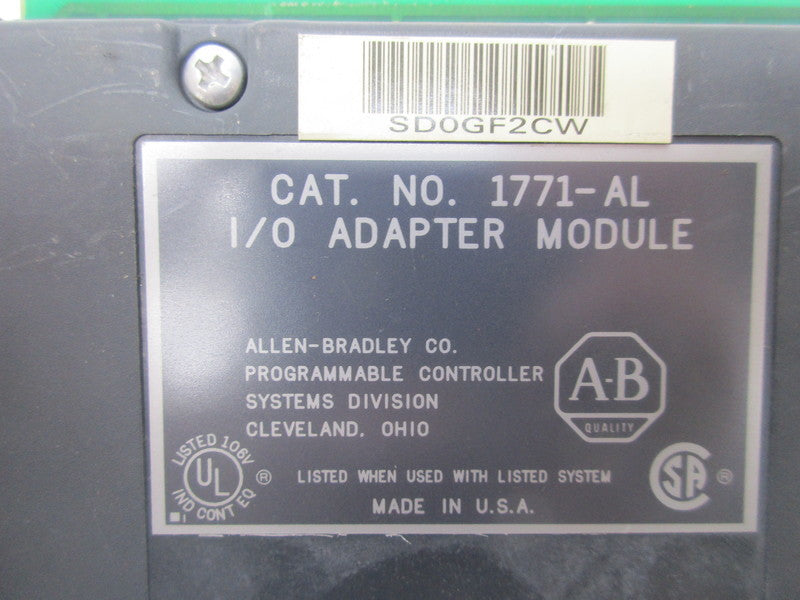 SD0GF2CW
CAT. NO. 1771-AL
I/O ADAPTER MODULE
ALLEN-BRADLEY CO.
PROGRAMMABLE CONTROLLER
SYSTEMS DIVISION
CLEVELAND, OHIO
A-B
QUALITY
LISTED 106V
UL
IND CONT EQ
®
LISTED WHEN USED WITH LISTED SYSTEM
SA
®
MADE IN U.S.A.